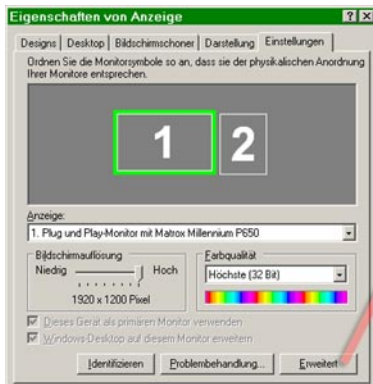 Eigenschaften von Anzeige
Designs Desktop Bildschirmschoner Darstellung Einstellungen
Ordnen Sie die Monitorsymbole so an, dass sie der physikalischen Anordnung
Ihrer Monitore entsprechen.
1 2
Anzeige:
1. Plug und Play-Monitor mit Matrox Millennium P650
Bildschirmauflösung
Niedrig Hoch
1920 x 1200 Pixel
Farbqualität
Höchste (32 Bit)
Dieses Gerät als primären Monitor verwenden
Windows-Desktop auf diesem Monitor erweitern
Identifizieren Problembehandlung... Erweitert